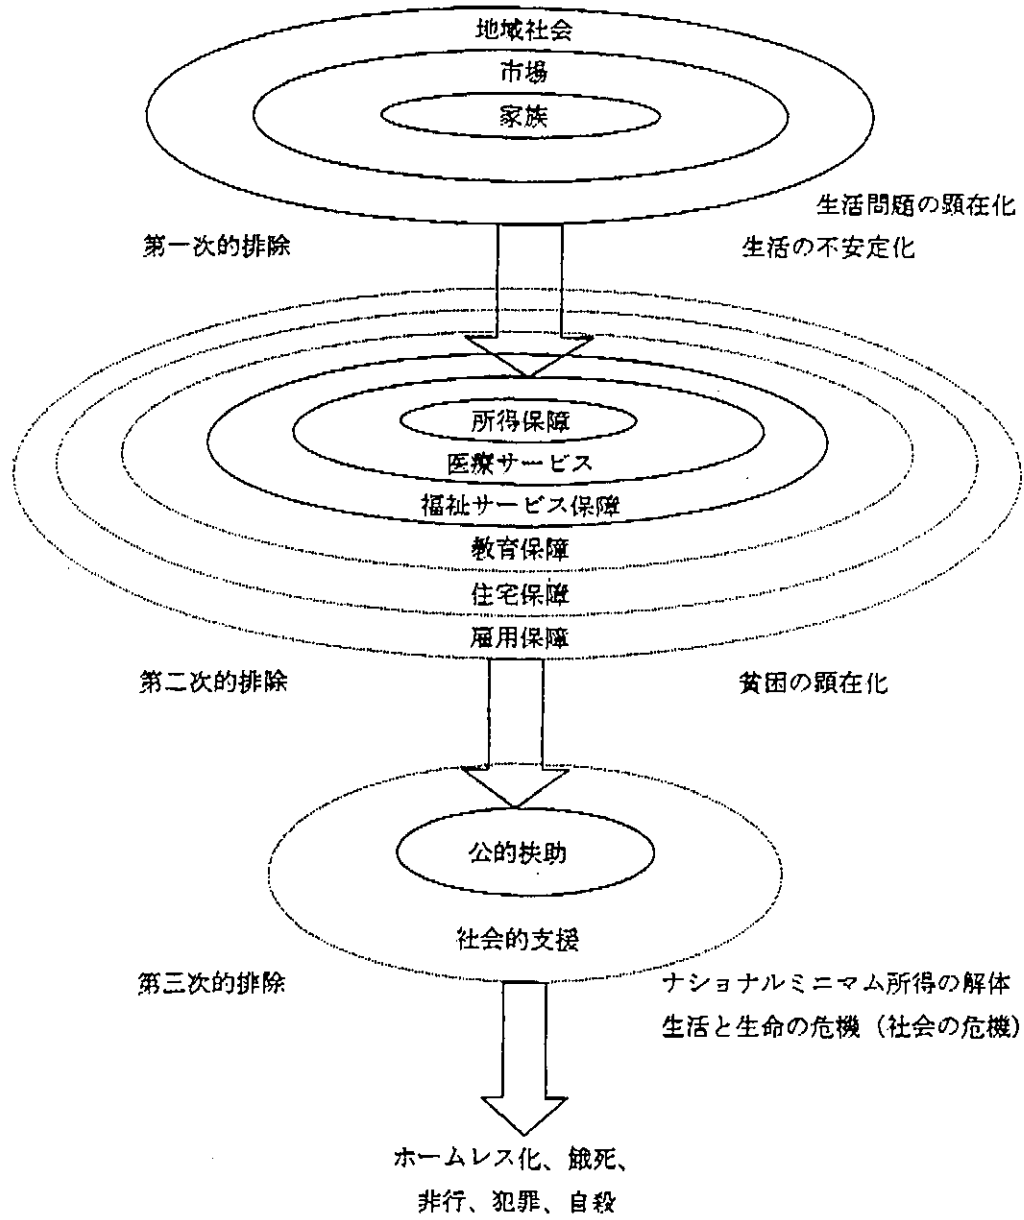 地域社会
市場
家族
生活問題の顕在化
第一次的排除
生活の不安定化
所得保障
医療サービス
福祉サービス保障
教育保障
住宅保障
雇用保障
第二次的排除
貧困の顕在化
公的扶助
社会的支援
第三次的排除
ナショナルミニマム所得の解体
生活と生命の危機（社会の危機）
ホームレス化、餓死、
非行、犯罪、自殺